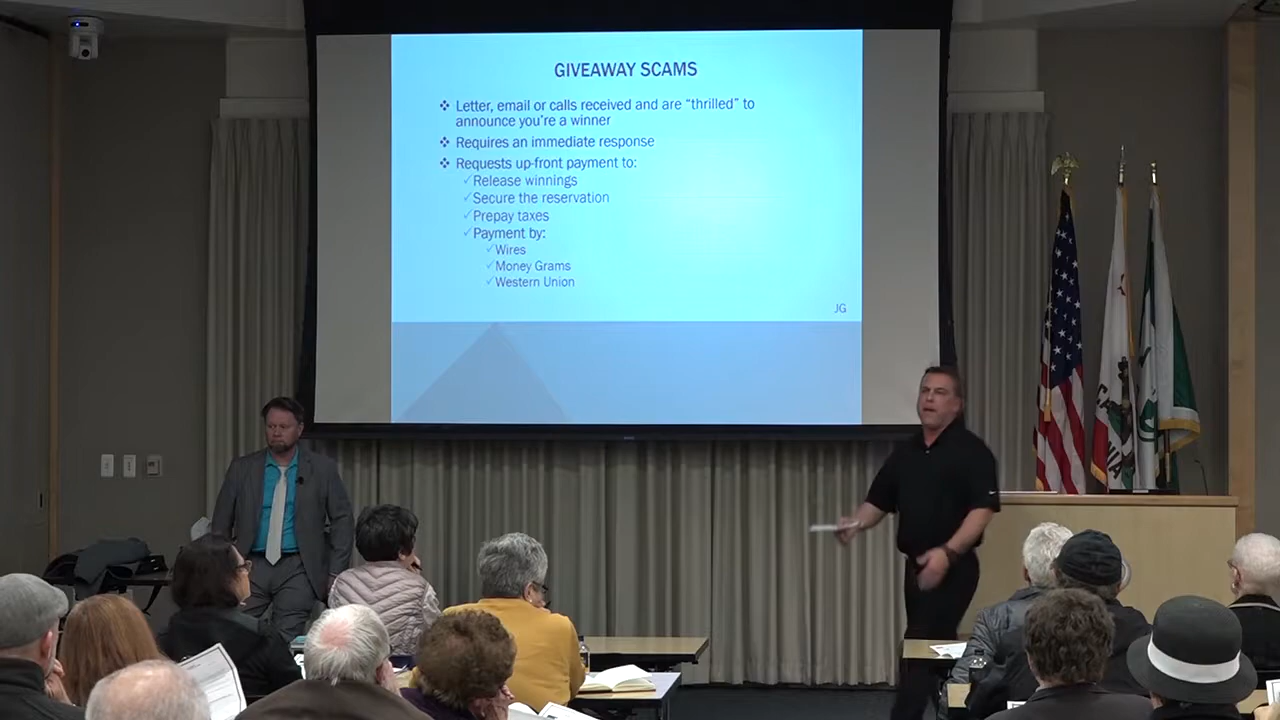 GIVEAWAY SCAMS
❖ Letter, email or calls received and are “thrilled” to
announce you’re a winner
❖ Requires an immediate response
❖ Requests up-front payment to:
✓Release winnings
✓Secure the reservation
✓Prepay taxes
✓Payment by:
✓Wires
✓Money Grams
✓Western Union
JG